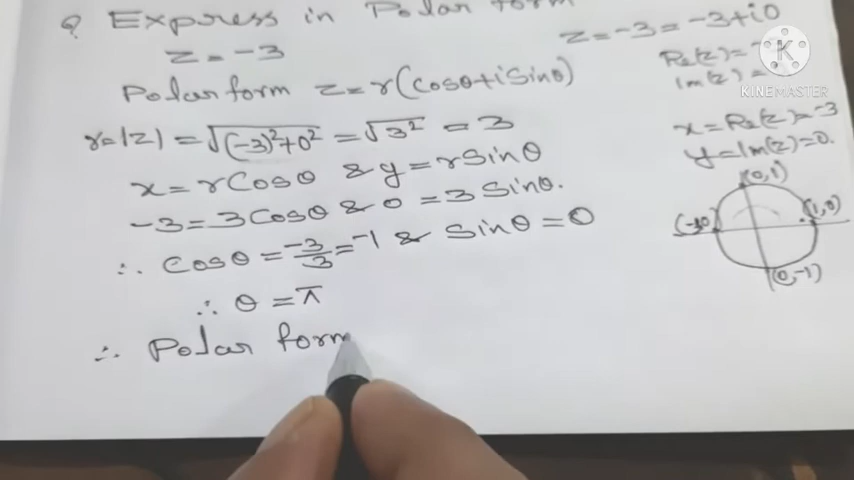 Q Express in Polar form
z = -3
z = -3 = -3+i0
Re(z) = -
Im(z) =
Polar form z = r(cosθ+i Sinθ)
K
KINEMASTER
r=|z| = √(-3)²+0² = √3² = 3
x = Re(z) = -3
y = Im(z) = 0.
x = r Cosθ & y = r Sinθ
-3 = 3 Cosθ & 0 = 3 Sinθ.
(0,1)
(1,0)
(-1,0)
(0,-1)
∴ Cosθ = -3/3 = -1 & Sinθ = 0
∴ θ = π
∴ Polar form